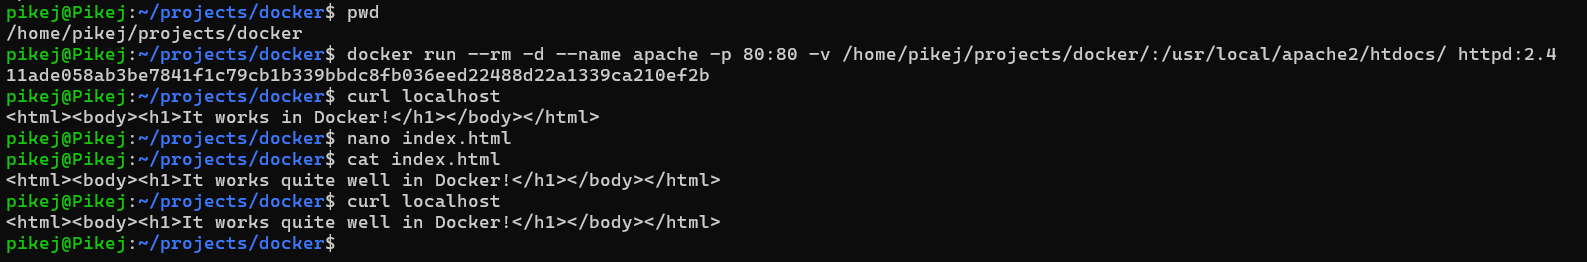 pikej@Pikej:~/projects/docker$ pwd
/home/pikej/projects/docker
pikej@Pikej:~/projects/docker$ docker run --rm -d --name apache -p 80:80 -v /home/pikej/projects/docker/:/usr/local/apache2/htdocs/ httpd:2.4
11ade058ab3be7841f1c79cb1b339bbdc8fb036eed22488d22a1339ca210ef2b
pikej@Pikej:~/projects/docker$ curl localhost
<html><body><h1>It works in Docker!</h1></body></html>
pikej@Pikej:~/projects/docker$ nano index.html
pikej@Pikej:~/projects/docker$ cat index.html
<html><body><h1>It works quite well in Docker!</h1></body></html>
pikej@Pikej:~/projects/docker$ curl localhost
<html><body><h1>It works quite well in Docker!</h1></body></html>
pikej@Pikej:~/projects/docker$